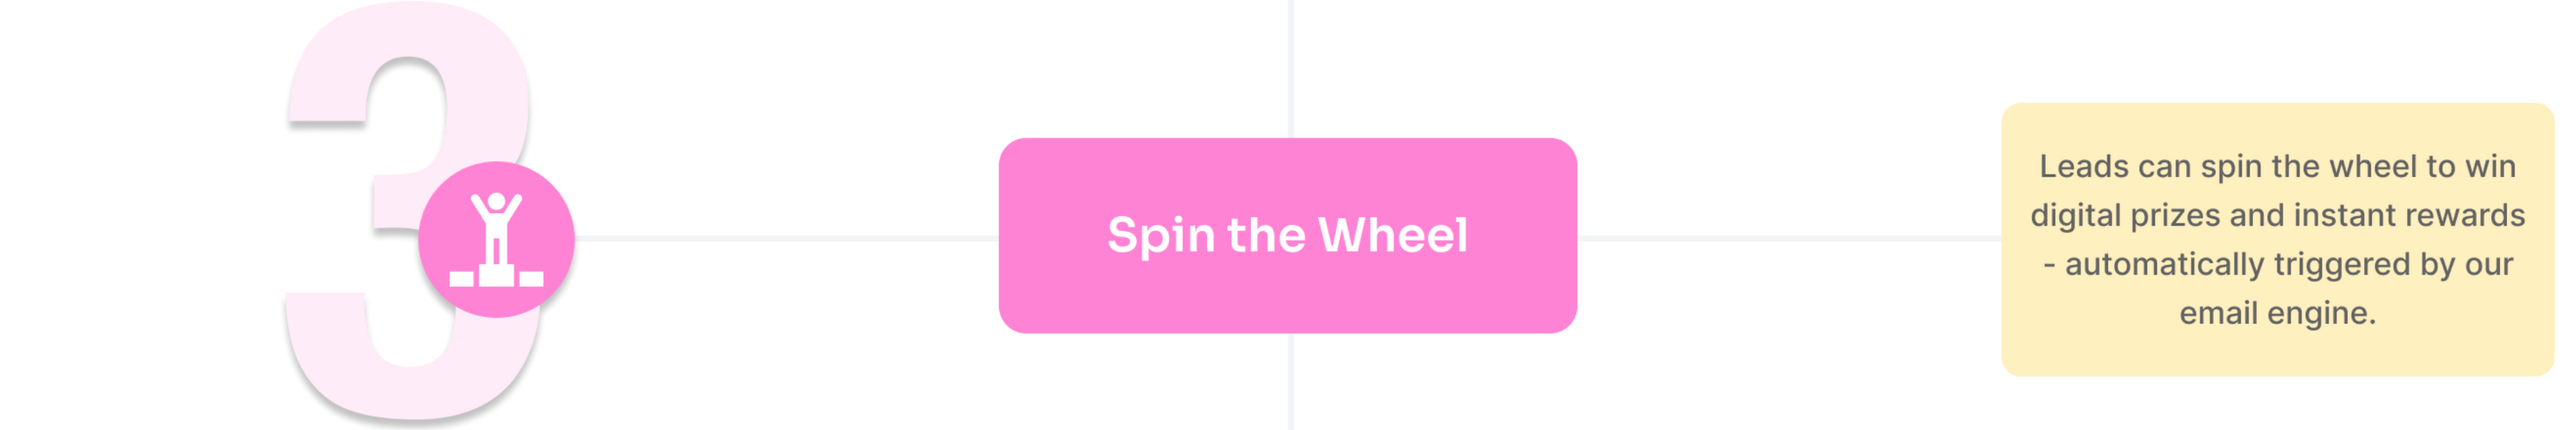 3
Spin the Wheel
Leads can spin the wheel to win
digital prizes and instant rewards
- automatically triggered by our
email engine.